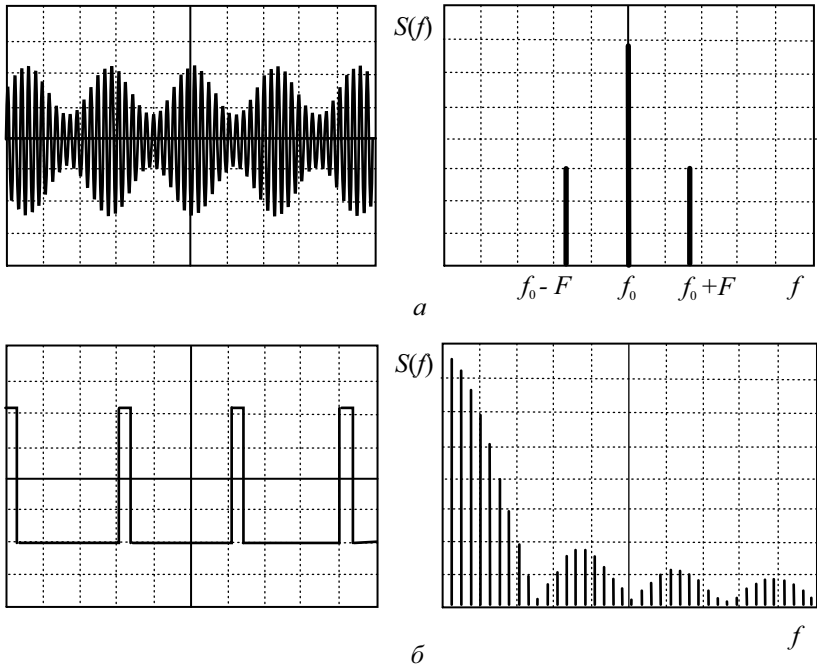 S(f)
f₀ - F f₀ f₀ + F f
а
S(f)
f
б